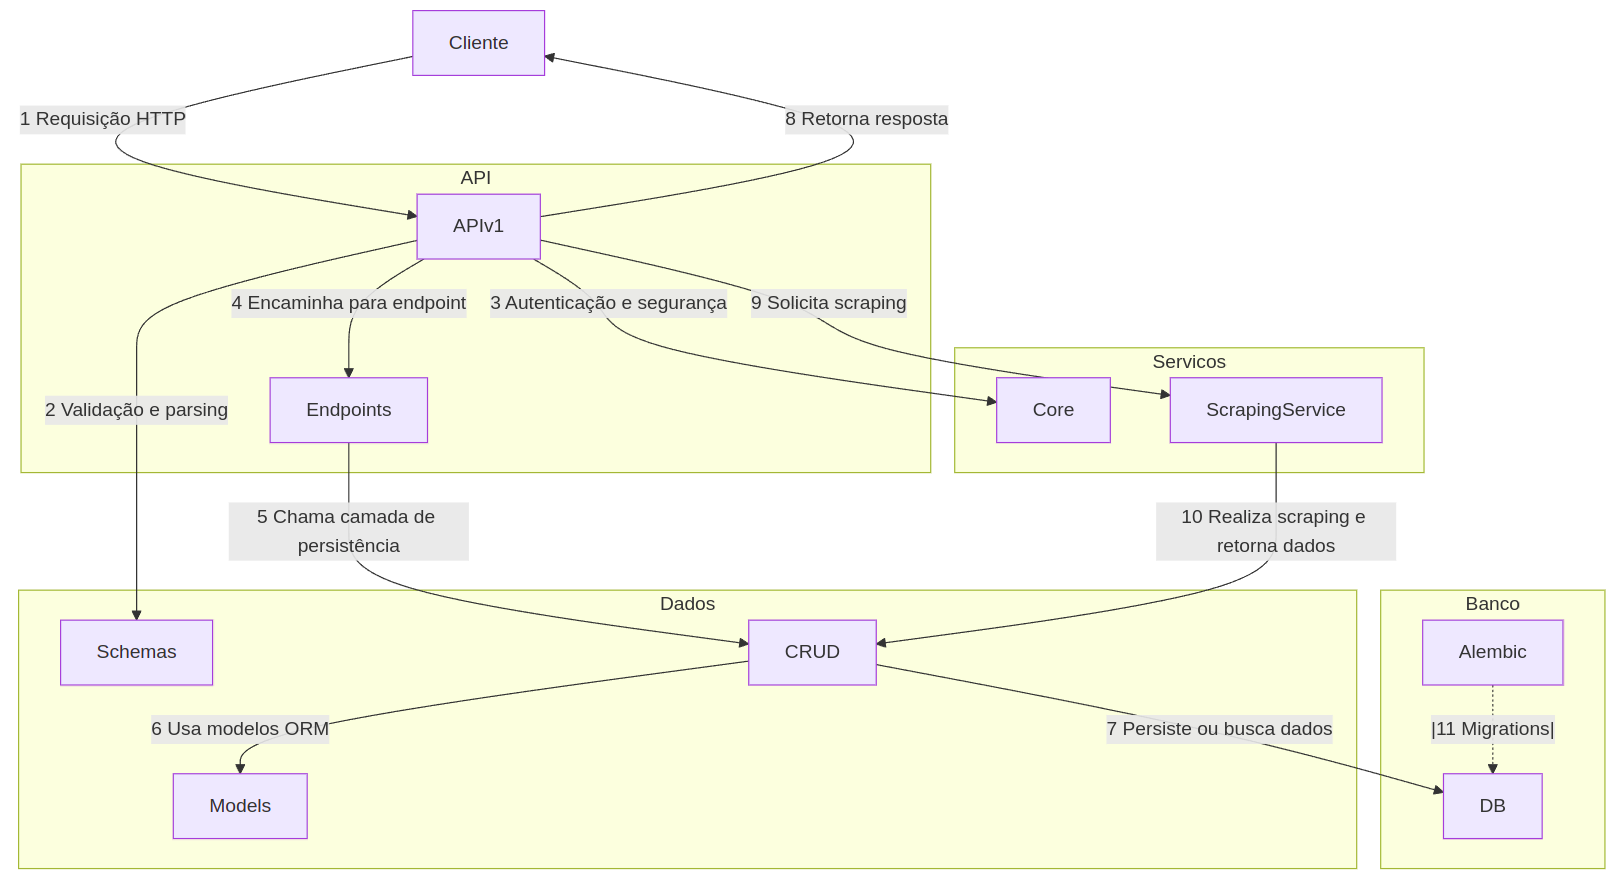 Cliente
1 Requisição HTTP
8 Retorna resposta
API
APIv1
4 Encaminha para endpoint
3 Autenticação e segurança
9 Solicita scraping
Servicos
2 Validação e parsing
Endpoints
Core
ScrapingService
5 Chama camada de
persistência
10 Realiza scraping e
retorna dados
Dados
Banco
Schemas
CRUD
Alembic
6 Usa modelos ORM
7 Persiste ou busca dados
|11 Migrations|
Models
DB